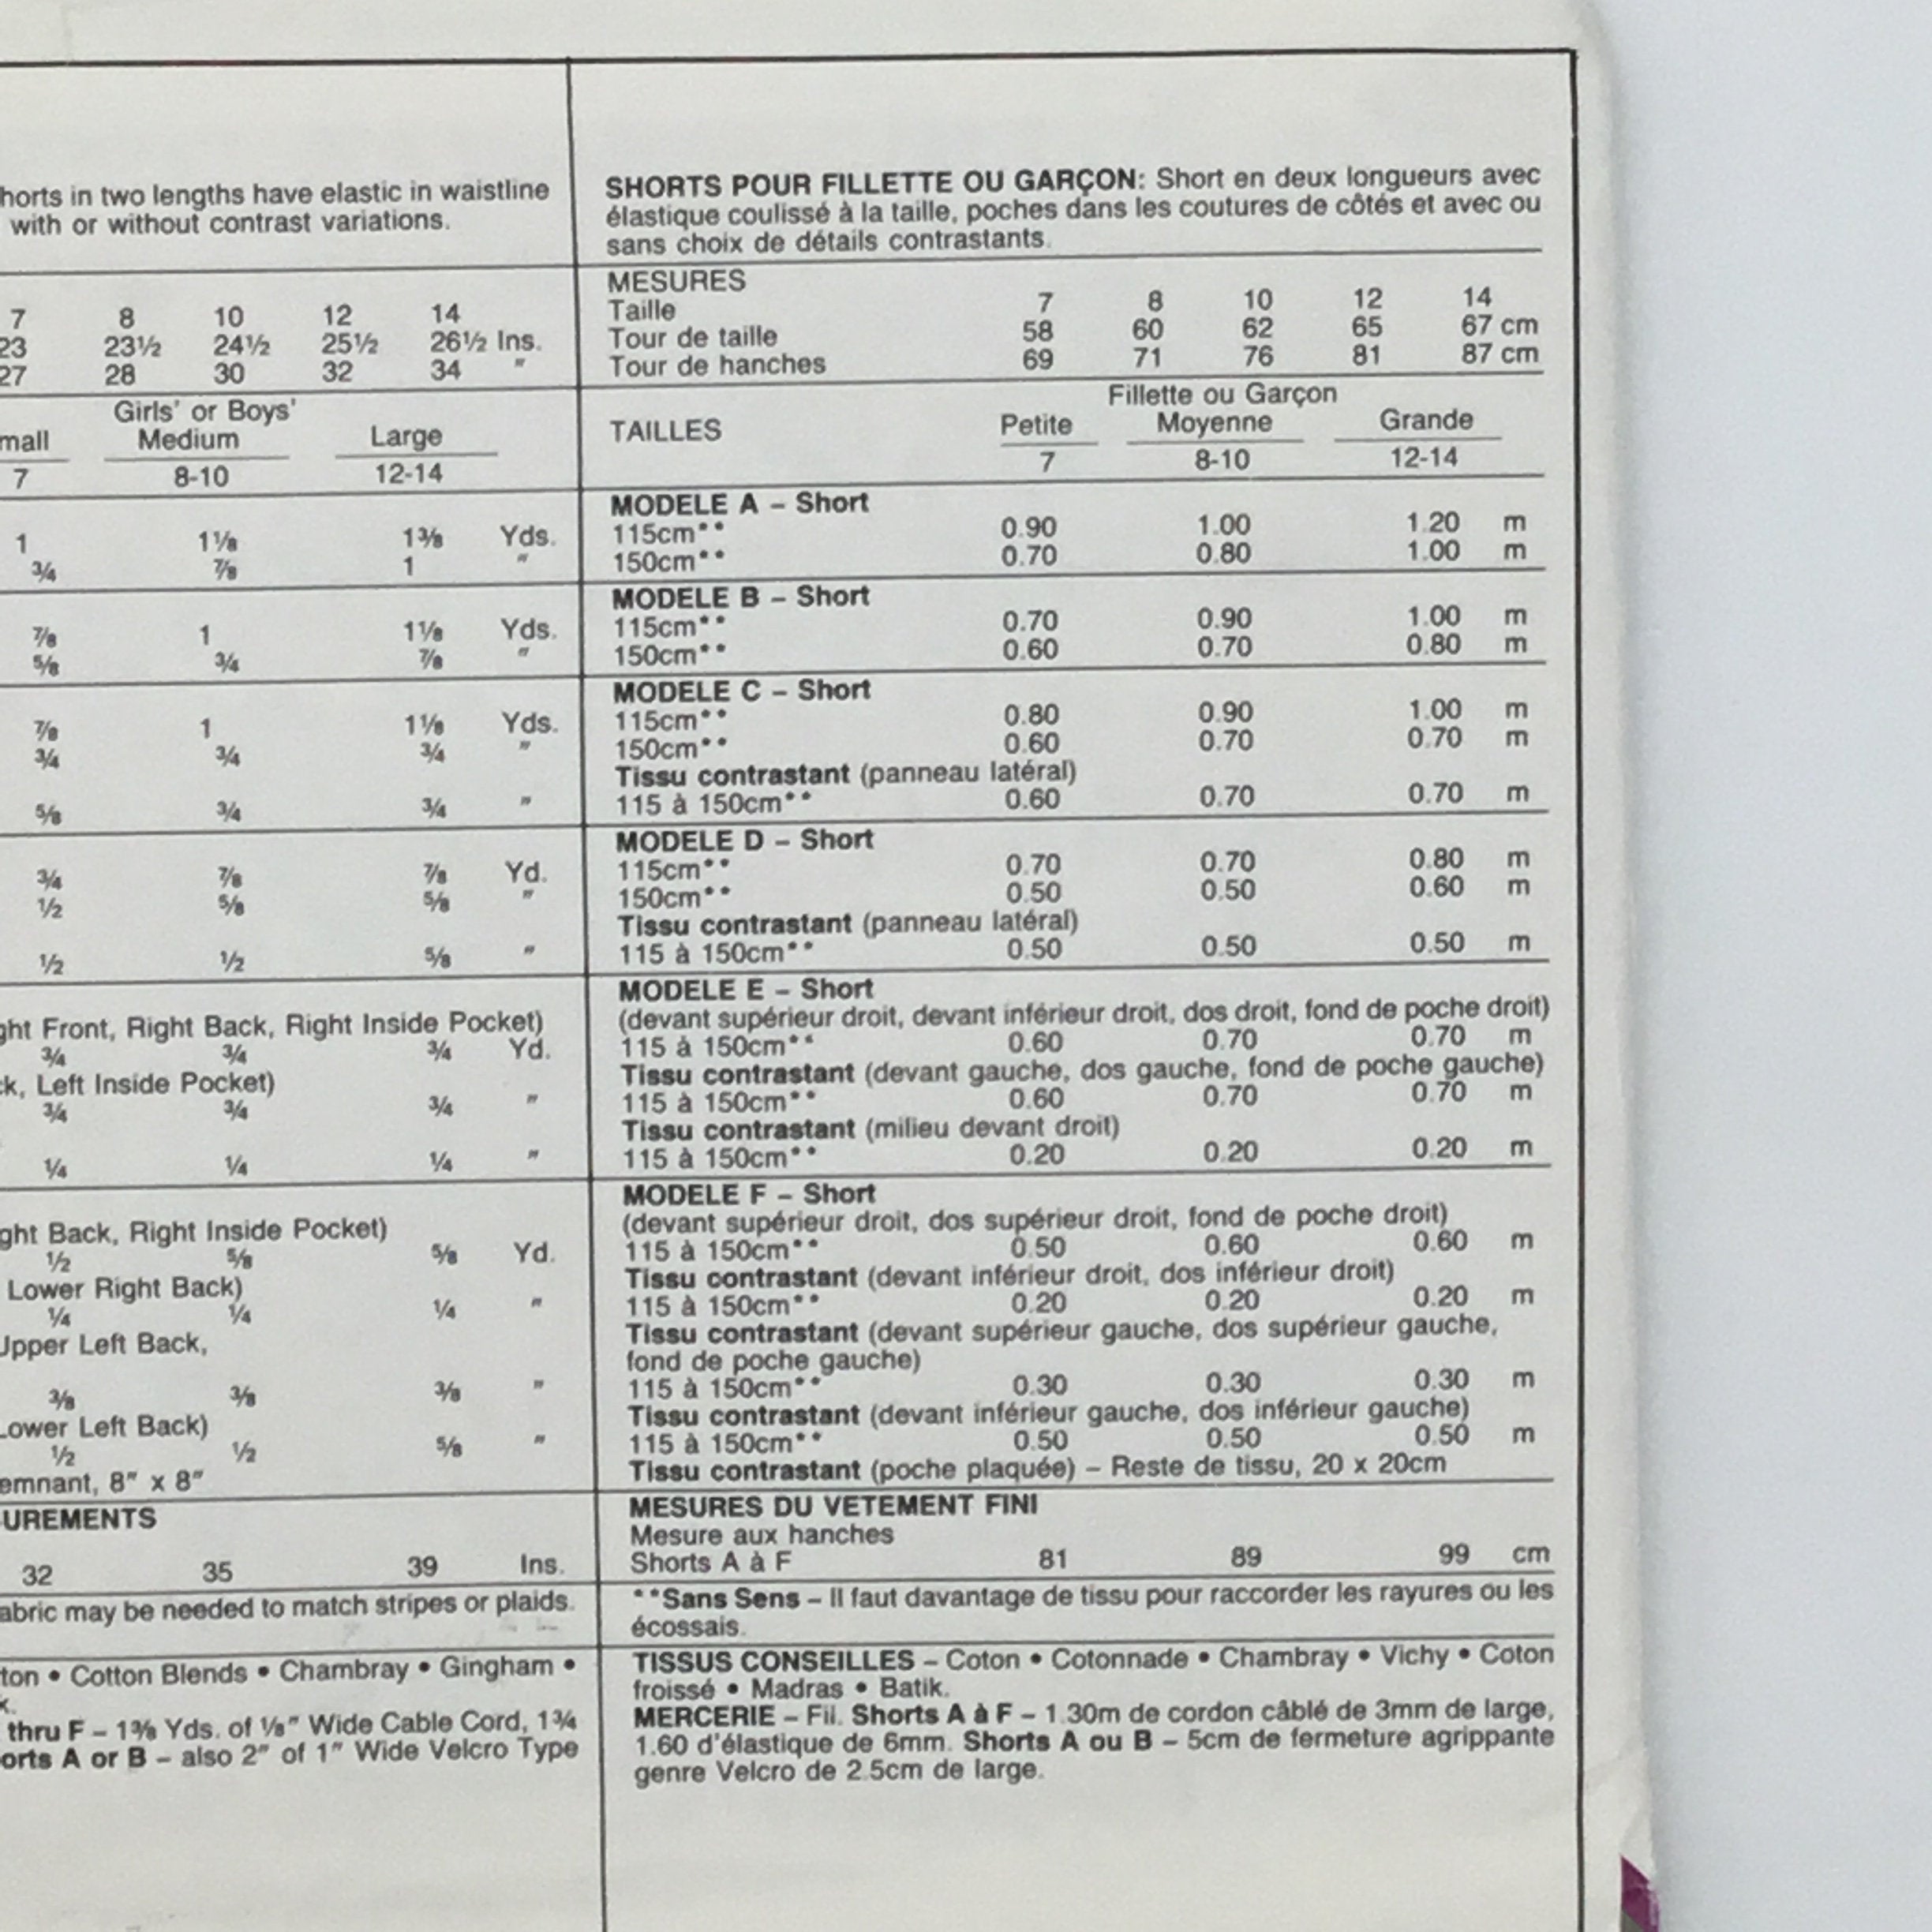 horts in two lengths have elastic in waistline
with or without contrast variations.
7 8 10 12 14
23 23½ 24½ 25½ 26½ Ins.
27 28 30 32 34 "
Girls' or Boys'
mall Medium Large
7 8-10 12-14
1 1⅛ 1⅜ Yds.
¾ ⅞ 1 "
⅞ 1 1⅛ Yds.
⅝ ¾ ⅞ "
⅞ 1 1⅛ Yds.
¾ ¾ ¾ "
⅝ ¾ ¾ "
¾ ⅞ ⅞ Yd.
½ ⅝ ⅝ "
½ ½ ⅝ "
ght Front, Right Back, Right Inside Pocket)
¾ ¾ ¾ Yd.
ck, Left Inside Pocket)
¾ ¾ ¾ "
¼ ¼ ¼ "
ght Back, Right Inside Pocket)
½ ⅝ ⅝ Yd.
Lower Right Back)
¼ ¼ ¼ "
Upper Left Back,
⅜ ⅜ ⅜ "
Lower Left Back)
½ ½ ⅝ "
emnant, 8" x 8"
UREMENTS
32 35 39 Ins.
abric may be needed to match stripes or plaids.
ton • Cotton Blends • Chambray • Gingham •
k.
thru F – 1⅜ Yds. of ⅛" Wide Cable Cord, 1¾
orts A or B – also 2" of 1" Wide Velcro Type
SHORTS POUR FILLETTE OU GARÇON: Short en deux longueurs avec
élastique coulissé à la taille, poches dans les coutures de côtés et avec ou
sans choix de détails contrastants.
MESURES
Taille 7 8 10 12 14
Tour de taille 58 60 62 65 67 cm
Tour de hanches 69 71 76 81 87 cm
Fillette ou Garçon
TAILLES Petite Moyenne Grande
7 8-10 12-14
MODELE A – Short
115cm** 0.90 1.00 1.20 m
150cm** 0.70 0.80 1.00 m
MODELE B – Short
115cm** 0.70 0.90 1.00 m
150cm** 0.60 0.70 0.80 m
MODELE C – Short
115cm** 0.80 0.90 1.00 m
150cm** 0.60 0.70 0.70 m
Tissu contrastant (panneau latéral)
115 à 150cm** 0.60 0.70 0.70 m
MODELE D – Short
115cm** 0.70 0.70 0.80 m
150cm** 0.50 0.50 0.60 m
Tissu contrastant (panneau latéral)
115 à 150cm** 0.50 0.50 0.50 m
MODELE E – Short
(devant supérieur droit, devant inférieur droit, dos droit, fond de poche droit)
115 à 150cm** 0.60 0.70 0.70 m
Tissu contrastant (devant gauche, dos gauche, fond de poche gauche)
115 à 150cm** 0.60 0.70 0.70 m
Tissu contrastant (milieu devant droit)
115 à 150cm** 0.20 0.20 0.20 m
MODELE F – Short
(devant supérieur droit, dos supérieur droit, fond de poche droit)
115 à 150cm** 0.50 0.60 0.60 m
Tissu contrastant (devant inférieur droit, dos inférieur droit)
115 à 150cm** 0.20 0.20 0.20 m
Tissu contrastant (devant supérieur gauche, dos supérieur gauche,
fond de poche gauche)
115 à 150cm** 0.30 0.30 0.30 m
Tissu contrastant (devant inférieur gauche, dos inférieur gauche)
115 à 150cm** 0.50 0.50 0.50 m
Tissu contrastant (poche plaquée) – Reste de tissu, 20 x 20cm
MESURES DU VETEMENT FINI
Mesure aux hanches
Shorts A à F 81 89 99 cm
**Sans Sens – Il faut davantage de tissu pour raccorder les rayures ou les
écossais.
TISSUS CONSEILLES – Coton • Cotonnade • Chambray • Vichy • Coton
froissé • Madras • Batik.
MERCERIE – Fil. Shorts A à F – 1.30m de cordon câblé de 3mm de large,
1.60 d'élastique de 6mm. Shorts A ou B – 5cm de fermeture agrippante
genre Velcro de 2.5cm de large.